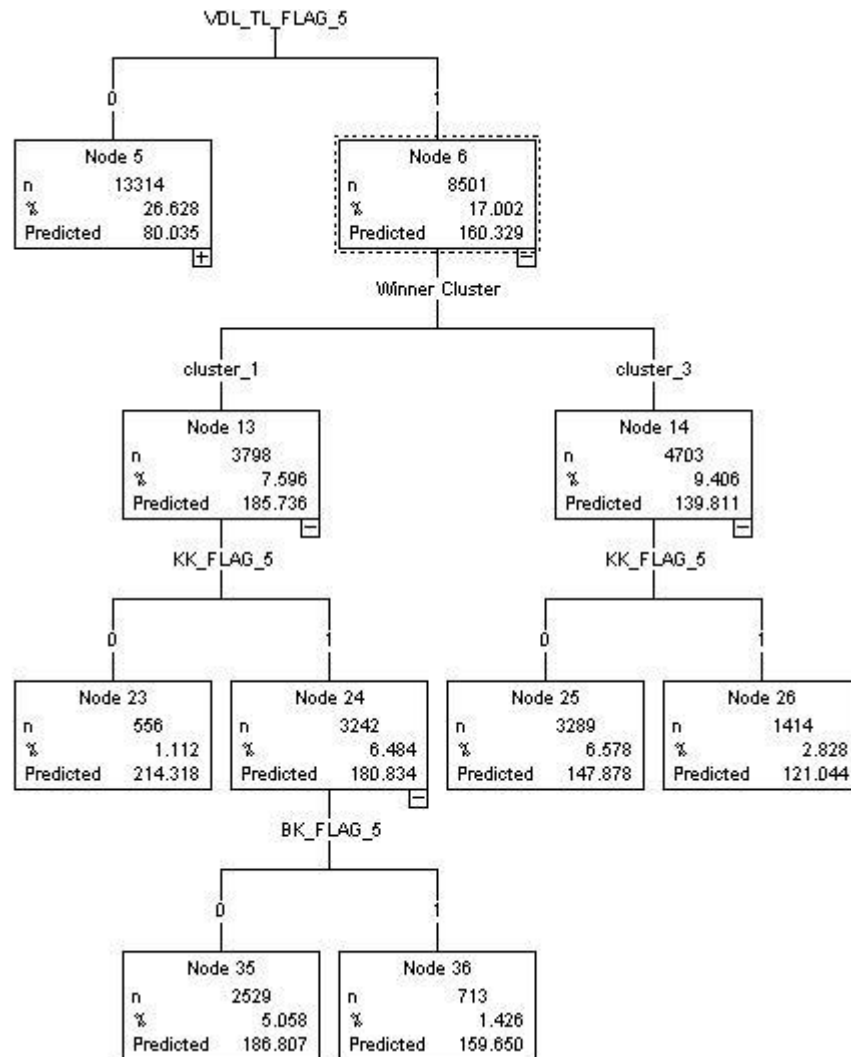 VDL_TL_FLAG_5
0
1
Node 5
n 13314
% 26.628
Predicted 80.035
+
Node 6
n 8501
% 17.002
Predicted 160.329
−
Winner Cluster
cluster_1
cluster_3
Node 13
n 3798
% 7.596
Predicted 185.736
−
Node 14
n 4703
% 9.406
Predicted 139.811
−
KK_FLAG_5
KK_FLAG_5
0
1
0
1
Node 23
n 556
% 1.112
Predicted 214.318
Node 24
n 3242
% 6.484
Predicted 180.834
−
Node 25
n 3289
% 6.578
Predicted 147.878
Node 26
n 1414
% 2.828
Predicted 121.044
BK_FLAG_5
0
1
Node 35
n 2529
% 5.058
Predicted 186.807
Node 36
n 713
% 1.426
Predicted 159.650